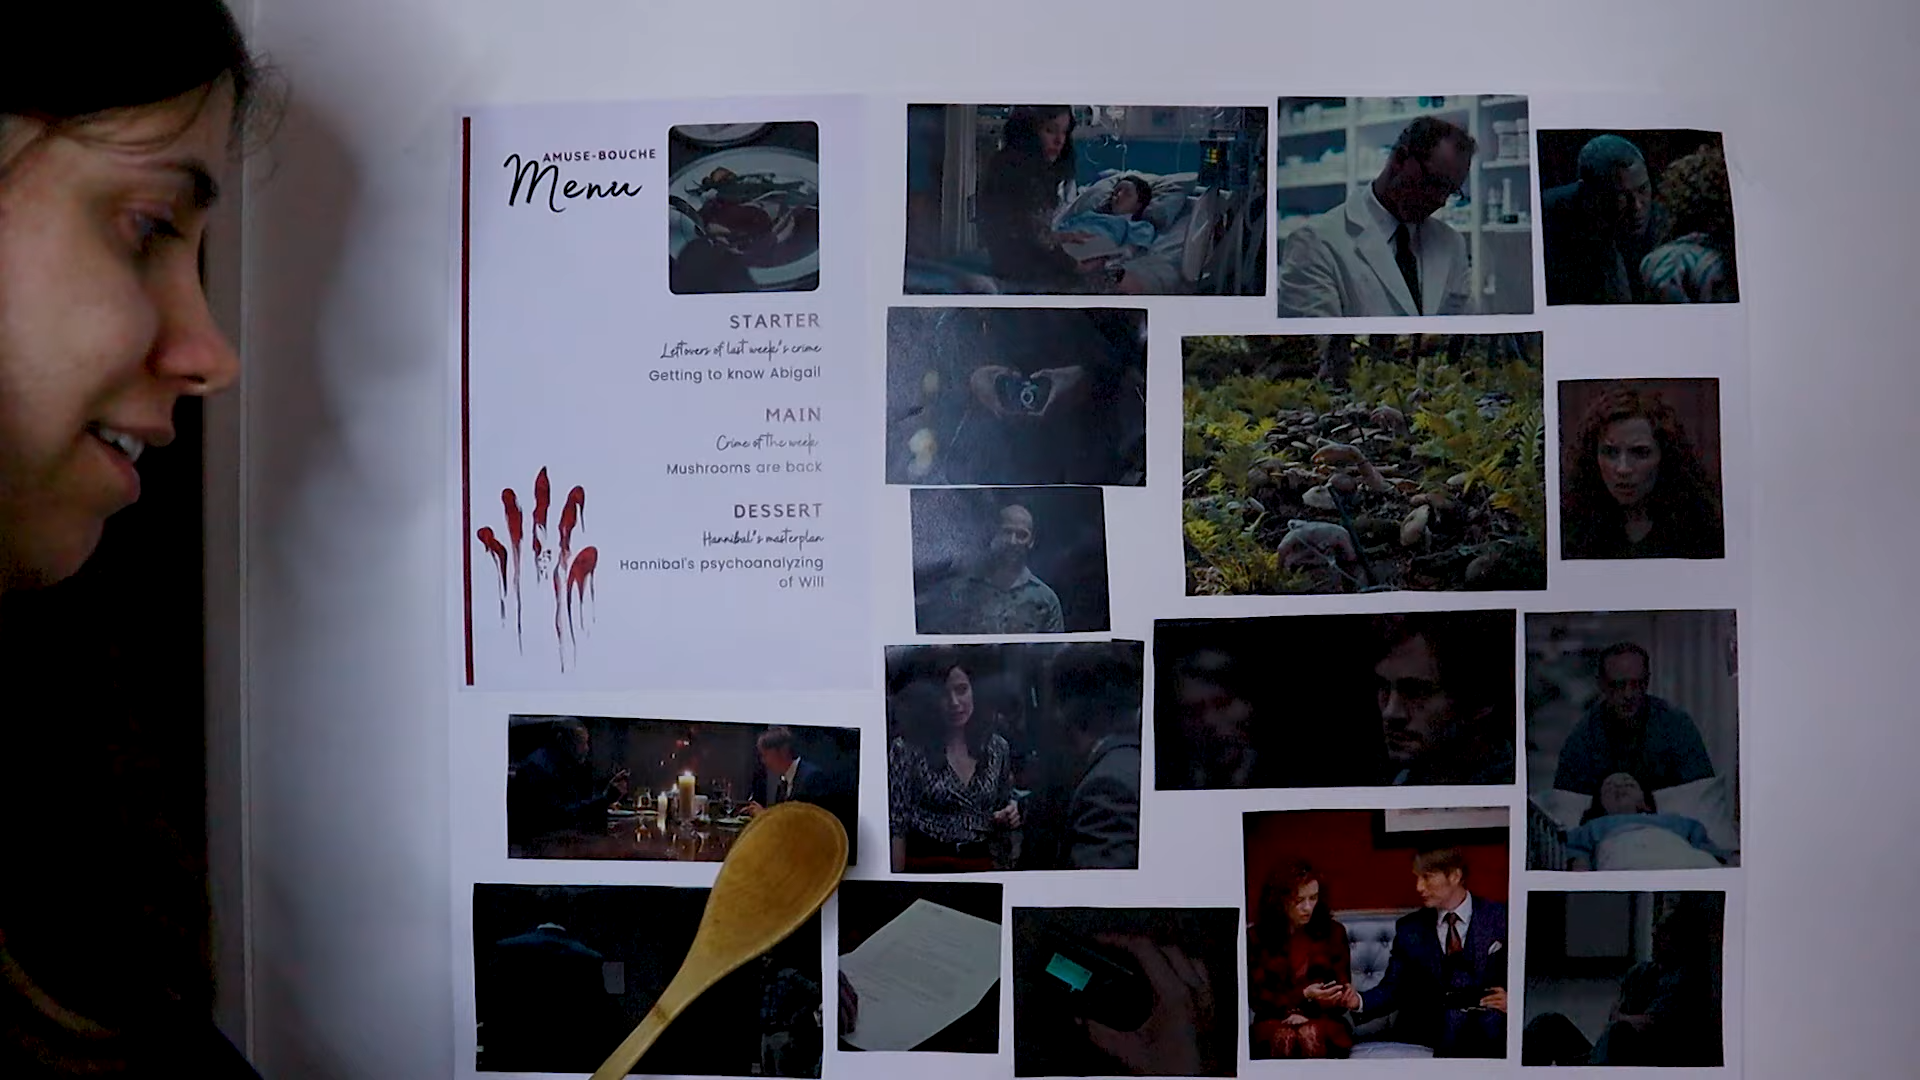 AMUSE-BOUCHE
Menu
STARTER
Leftovers of last week's crime
Getting to know Abigail
MAIN
Crime of the week
Mushrooms are back
DESSERT
Hannibal's masterplan
Hannibal's psychoanalyzing
of Will